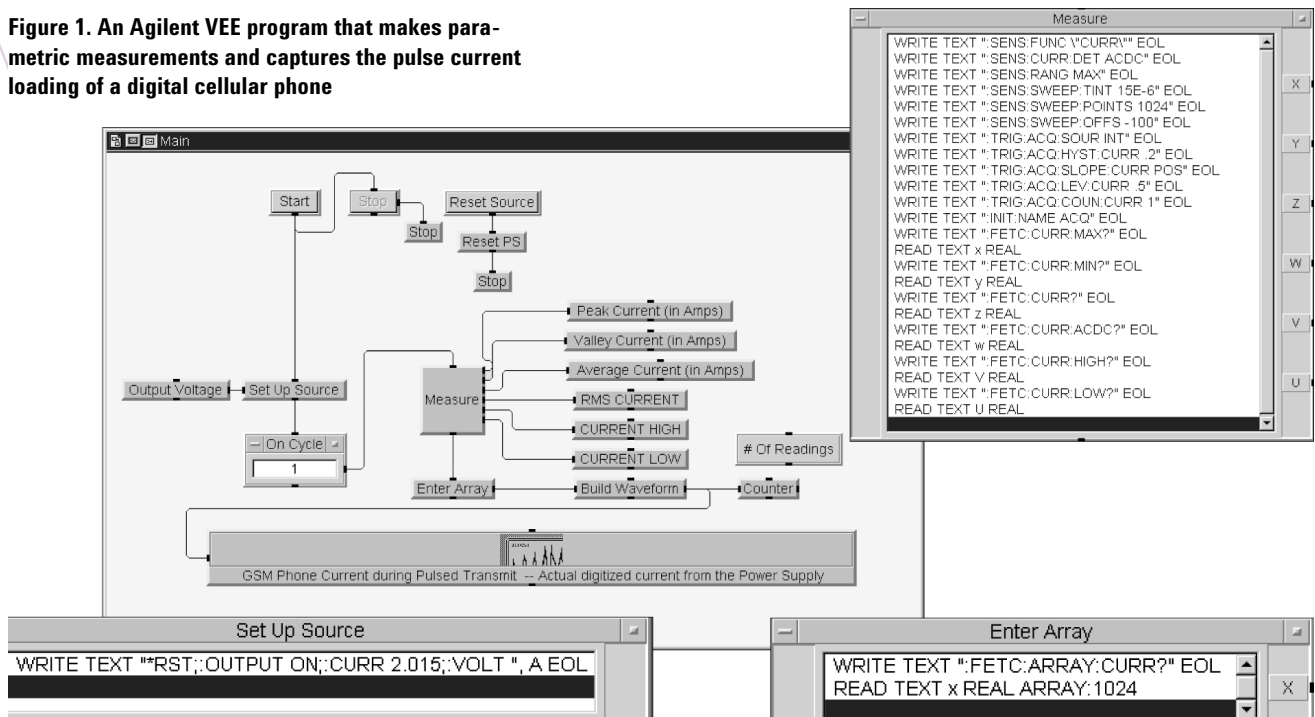 Figure 1. An Agilent VEE program that makes para-
metric measurements and captures the pulse current
loading of a digital cellular phone
Measure
WRITE TEXT ":SENS:FUNC \"CURR\"" EOL
WRITE TEXT ":SENS:CURR:DET ACDC" EOL
WRITE TEXT ":SENS:RANG MAX" EOL
WRITE TEXT ":SENS:SWEEP:TINT 15E-6" EOL
WRITE TEXT ":SENS:SWEEP:POINTS 1024" EOL
WRITE TEXT ":SENS:SWEEP:OFFS -100" EOL
WRITE TEXT ":TRIG:ACQ:SOUR INT" EOL
WRITE TEXT ":TRIG:ACQ:HYST:CURR .2" EOL
WRITE TEXT ":TRIG:ACQ:SLOPE:CURR POS" EOL
WRITE TEXT ":TRIG:ACQ:LEV:CURR .5" EOL
WRITE TEXT ":TRIG:ACQ:COUN:CURR 1" EOL
WRITE TEXT ":INIT:NAME ACQ" EOL
WRITE TEXT ":FETC:CURR:MAX?" EOL
READ TEXT x REAL
WRITE TEXT ":FETC:CURR:MIN?" EOL
READ TEXT y REAL
WRITE TEXT ":FETC:CURR?" EOL
READ TEXT z REAL
WRITE TEXT ":FETC:CURR:ACDC?" EOL
READ TEXT w REAL
WRITE TEXT ":FETC:CURR:HIGH?" EOL
READ TEXT V REAL
WRITE TEXT ":FETC:CURR:LOW?" EOL
READ TEXT U REAL
X
Y
Z
W
V
U
Main
Start
Stop
Stop
Reset Source
Reset PS
Stop
Peak Current (in Amps)
Valley Current (in Amps)
Average Current (in Amps)
RMS CURRENT
CURRENT HIGH
CURRENT LOW
Output Voltage
Set Up Source
Measure
On Cycle
1
# Of Readings
Enter Array
Build Waveform
Counter
GSM Phone Current during Pulsed Transmit -- Actual digitized current from the Power Supply
Set Up Source
WRITE TEXT "*RST;:OUTPUT ON;:CURR 2.015;:VOLT ", A EOL
Enter Array
WRITE TEXT ":FETC:ARRAY:CURR?" EOL
READ TEXT x REAL ARRAY:1024
X